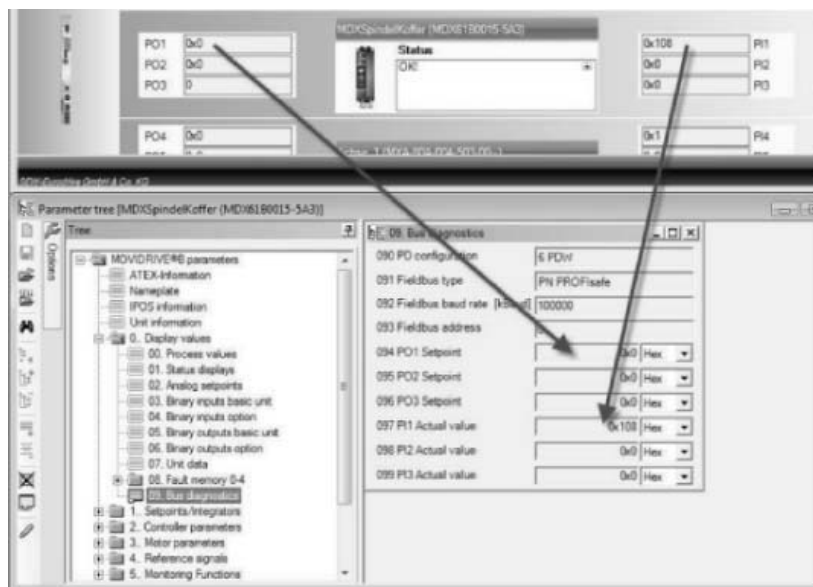 MDXSpindelKoffer (MDX61B0015-5A3)
PO1 0x0
Status
0x108 PI1
PO2 0x0
OK!
0x0 PI2
PO3 0
0x0 PI3
PO4 0x0
0x1 PI4
Parameter tree [MDXSpindelKoffer (MDX61B0015-5A3)]
Options
Tree
MOVIDRIVE®B parameters
ATEX-Information
Nameplate
IPOS information
Unit information
0.. Display values
00. Process values
01. Status displays
02. Analog setpoints
03. Binary inputs basic unit
04. Binary inputs option
05. Binary outputs basic unit
06. Binary outputs option
07. Unit data
08. Fault memory 0-4
09. Bus diagnostics
1.. Setpoints/Integrators
2.. Controller parameters
3.. Motor parameters
4.. Reference signals
5.. Monitoring Functions
09. Bus diagnostics
090 PD configuration 6 PDW
091 Fieldbus type PN PROFIsafe
092 Fieldbus baud rate 100000
093 Fieldbus address
094 PO1 Setpoint 0x0 Hex
095 PO2 Setpoint 0x0 Hex
096 PO3 Setpoint 0x0 Hex
097 PI1 Actual value 0x108 Hex
098 PI2 Actual value 0x0 Hex
099 PI3 Actual value 0x0 Hex